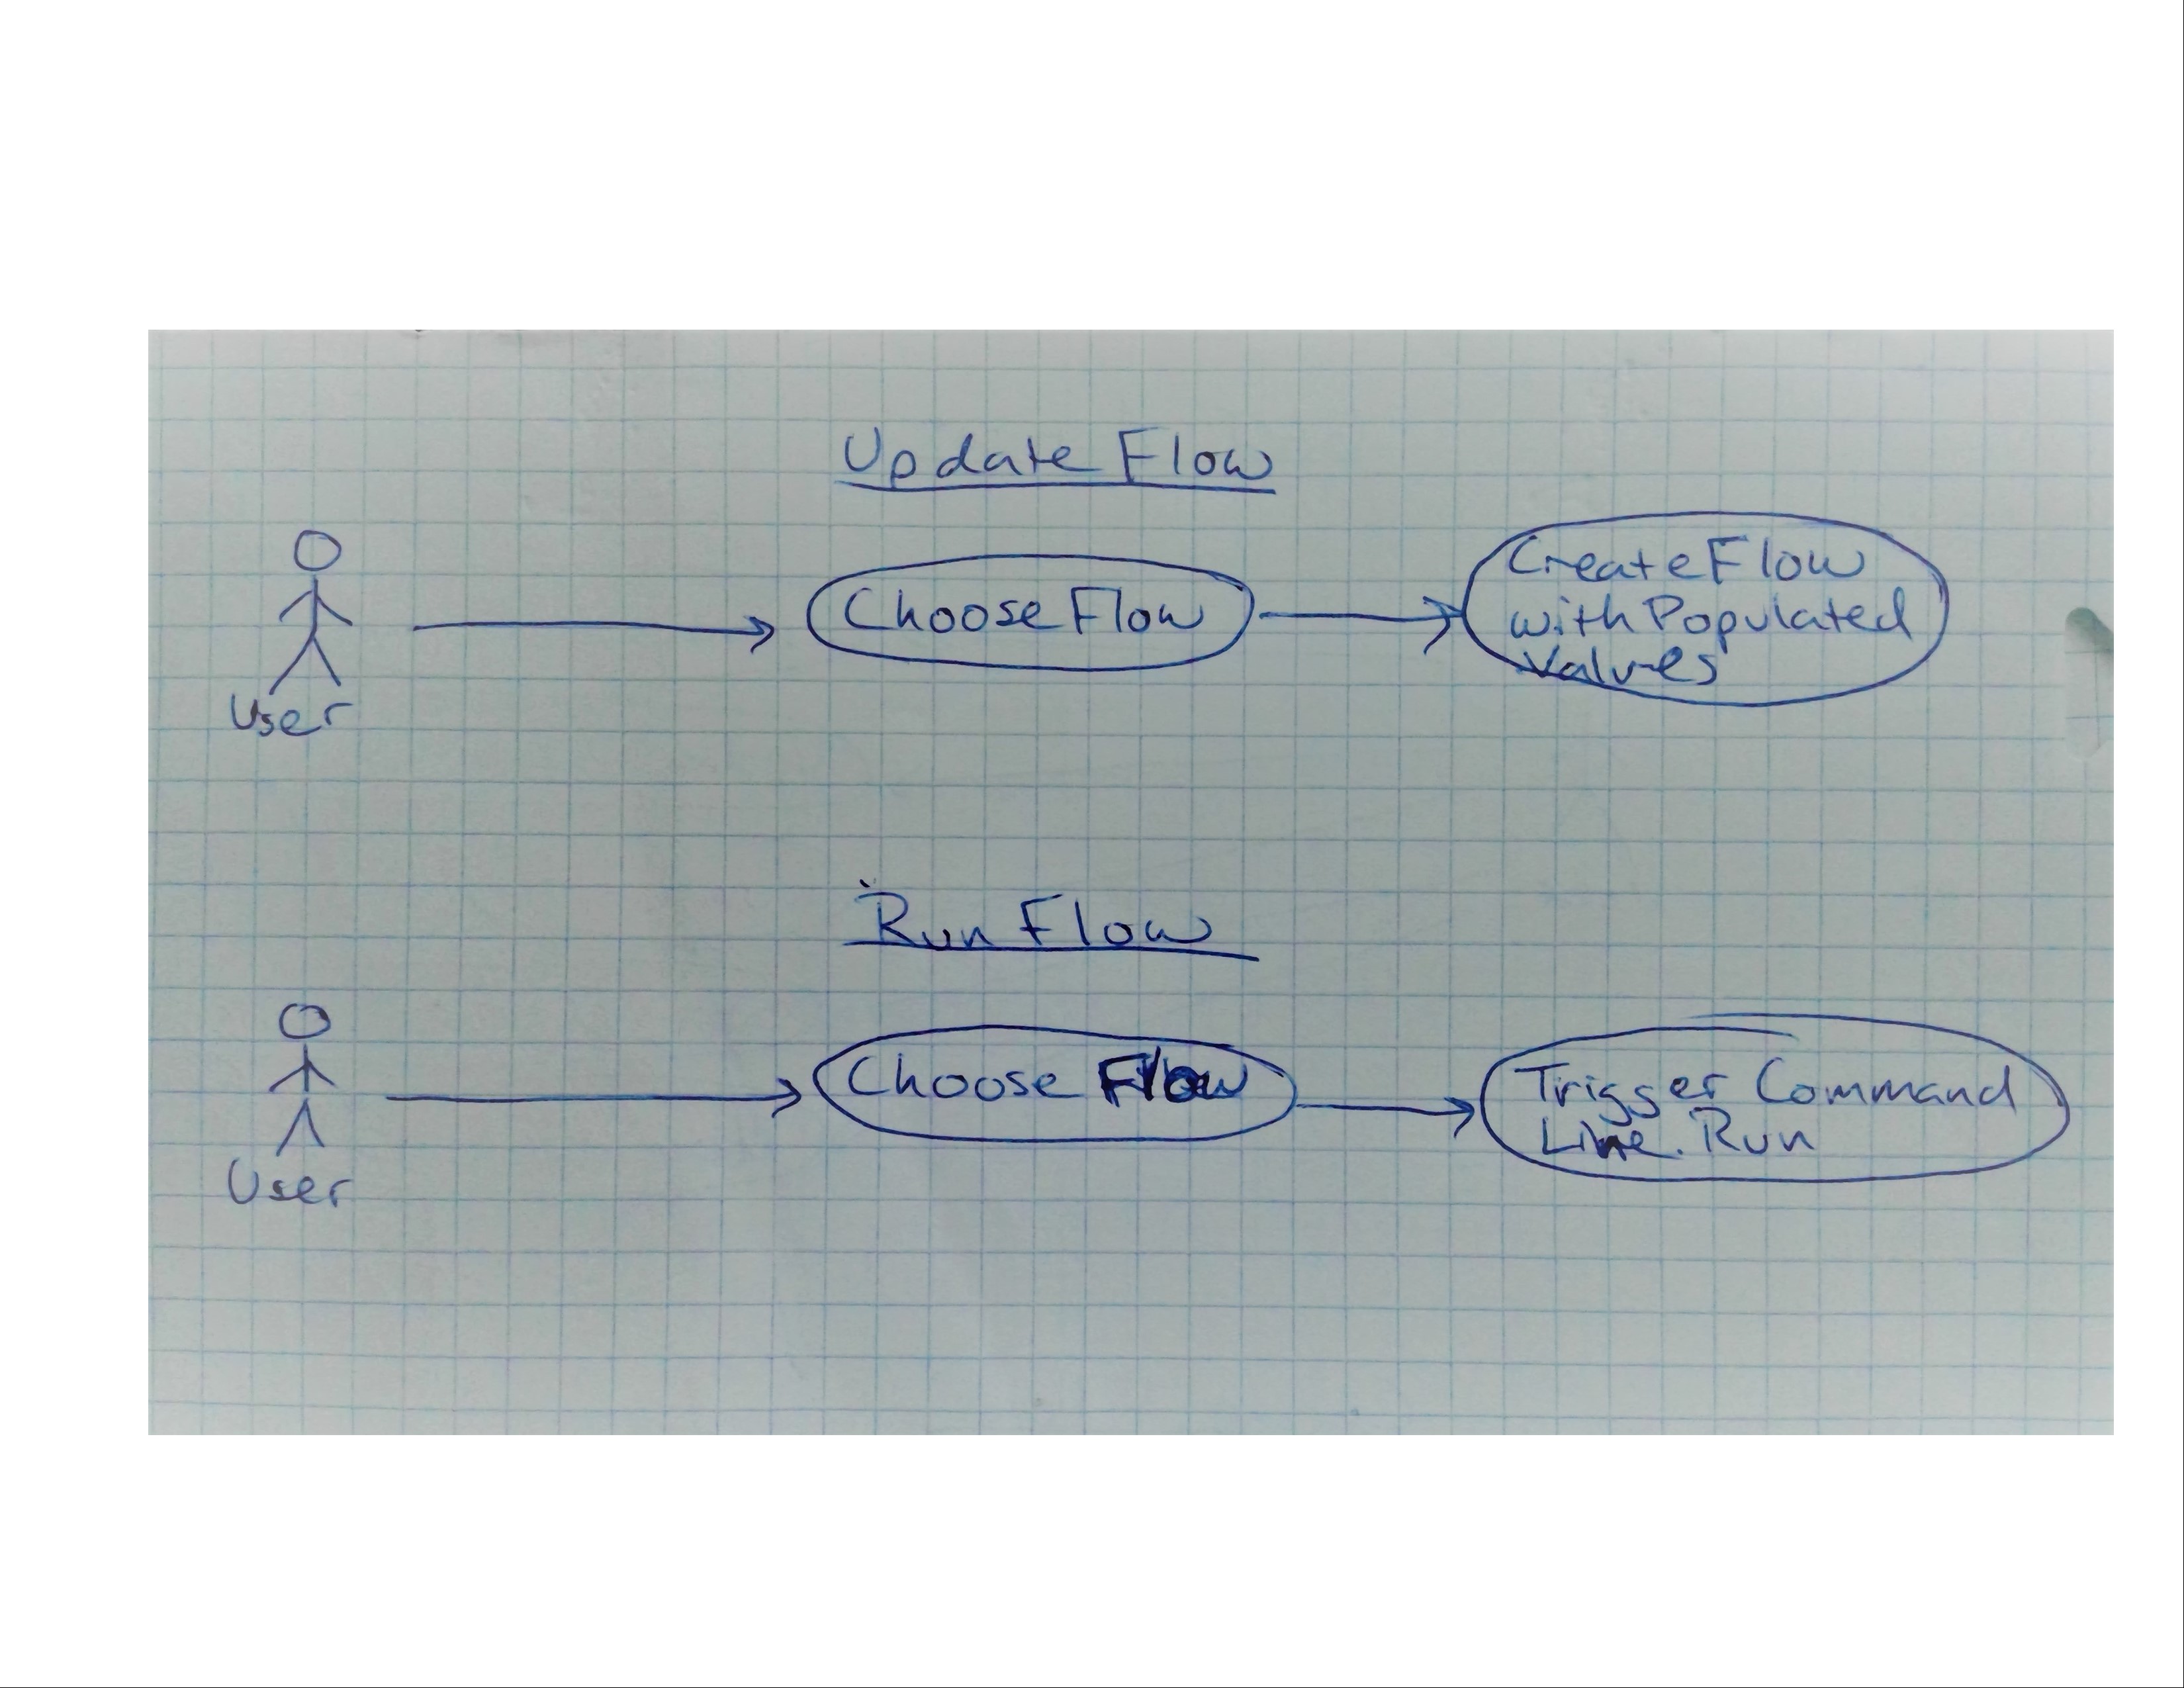 Update Flow
User
Choose Flow
Create Flow
with Populated
Values
Run Flow
User
Choose Flow
Trigger Command
Line Run